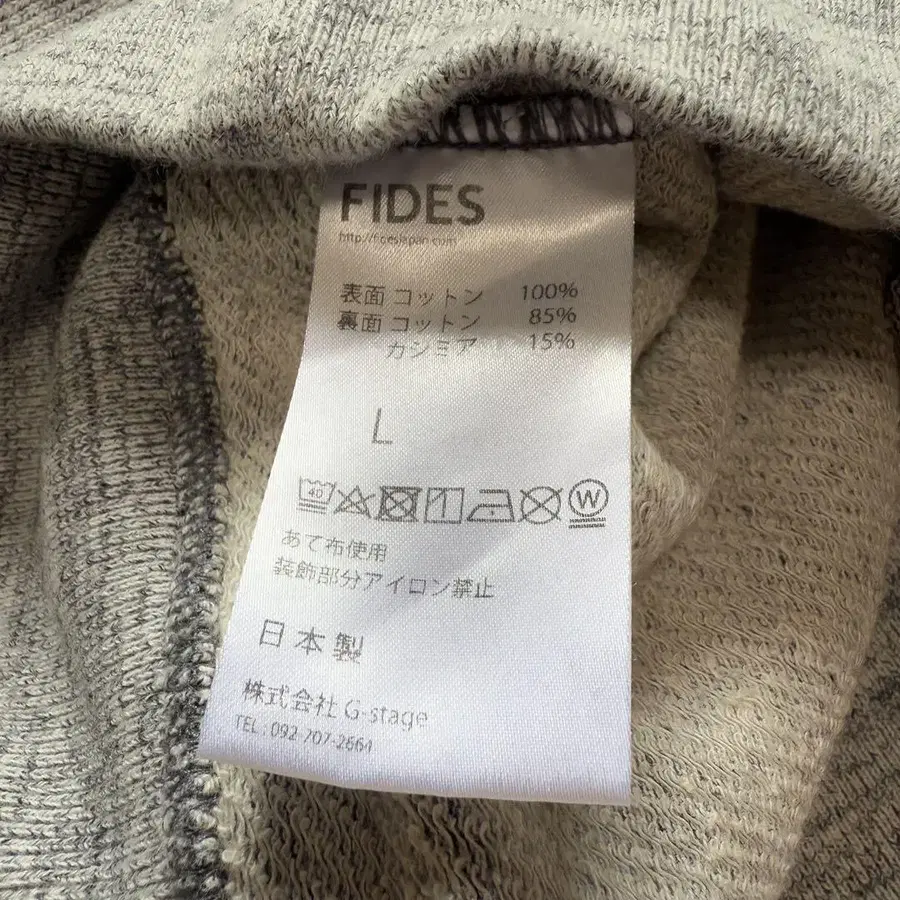 FIDES
http://fidesjapan.com
表面 コットン 100%
裏面 コットン 85%
カシミア 15%
L
40 W
あて布使用
装飾部分アイロン禁止
日本製
株式会社 G-stage
TEL : 092-707-2664